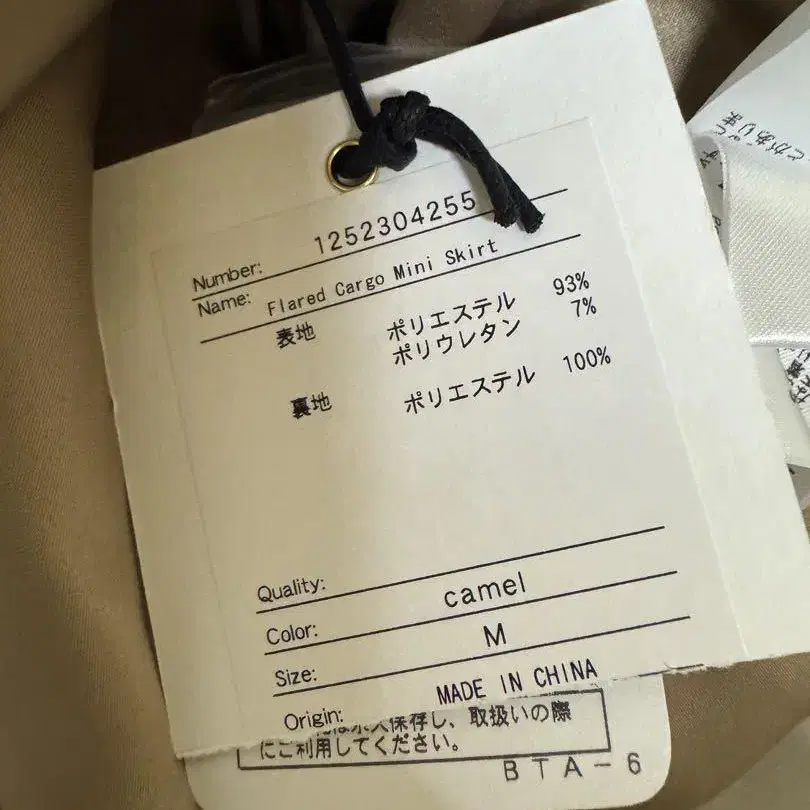 Number: 1252304255
Name: Flared Cargo Mini Skirt
表地 ポリエステル 93%
ポリウレタン 7%
裏地 ポリエステル 100%
Quality:
Color: camel
Size: M
Origin: MADE IN CHINA
保存し、取扱いの際
にご利用してください。
BTA-6